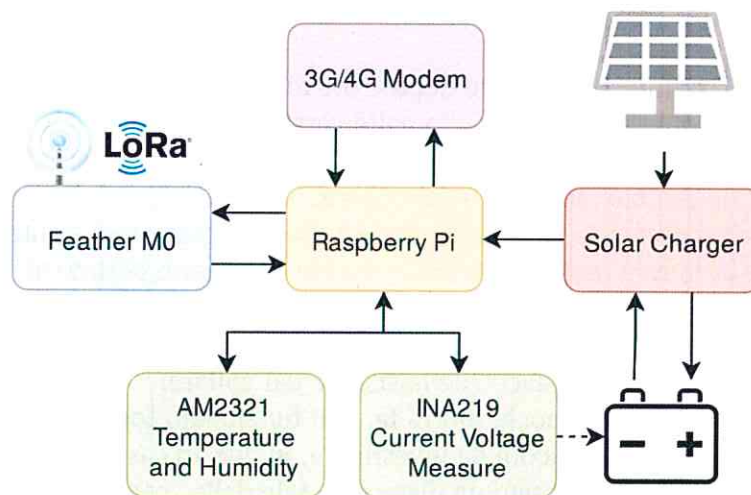 3G/4G Modem
LoRa
Feather M0
Raspberry Pi
Solar Charger
AM2321
Temperature
and Humidity
INA219
Current Voltage
Measure